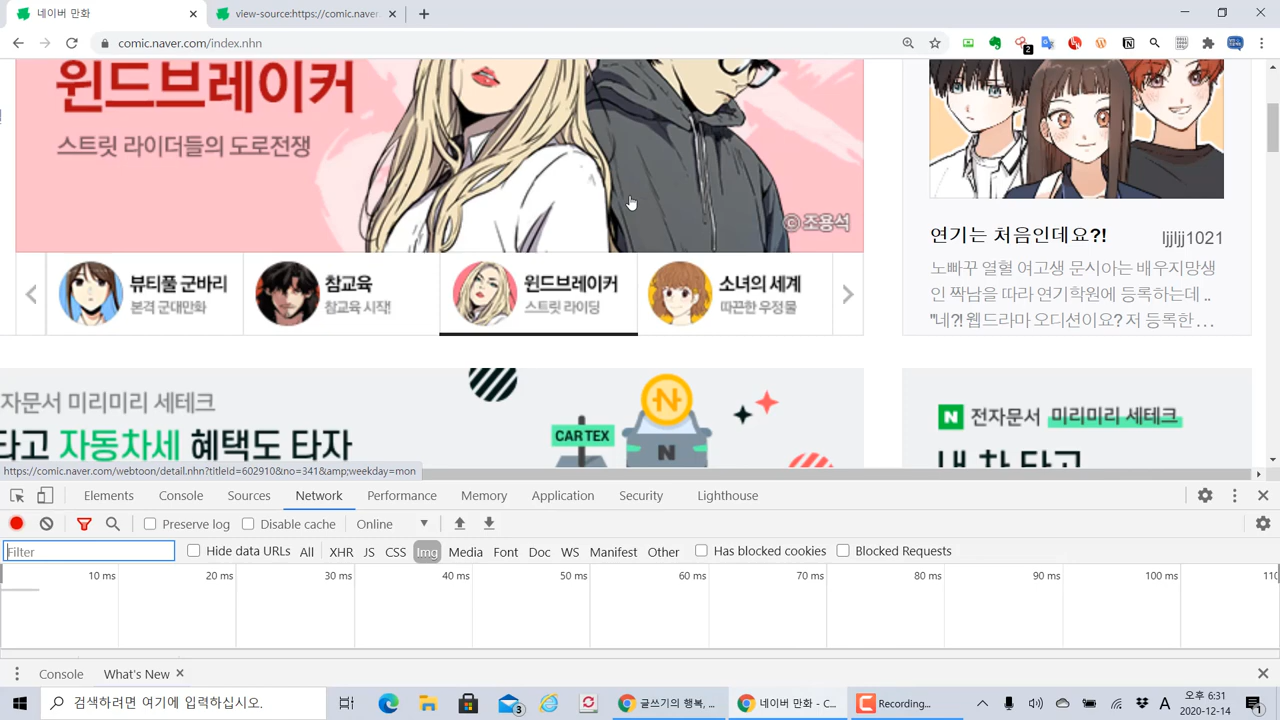 네이버 만화
view-source:https://comic.naver
comic.naver.com/index.nhn
2
윈드브레이커
스트릿 라이더들의 도로전쟁
© 조용석
뷰티풀 군바리
본격 군대만화
참교육
참교육 시작!
윈드브레이커
스트릿 라이딩
소녀의 세계
따끈한 우정물
연기는 처음인데요?!
ljjljj1021
노빠꾸 열혈 여고생 문시아는 배우지망생
인 짝남을 따라 연기학원에 등록하는데 ..
"네?! 웹드라마 오디션이요? 저 등록한 ...
자문서 미리미리 세테크
타고 자동차세 혜택도 타자
CARTEX
N
N
N 전자문서 미리미리 세테크
내 차 타고
https://comic.naver.com/webtoon/detail.nhn?titleId=602910&no=341&amp;weekday=mon
Elements Console Sources Network Performance Memory Application Security Lighthouse
Preserve log Disable cache Online
Filter Hide data URLs All XHR JS CSS Img Media Font Doc WS Manifest Other Has blocked cookies Blocked Requests
10 ms 20 ms 30 ms 40 ms 50 ms 60 ms 70 ms 80 ms 90 ms 100 ms 110
Console What's New
검색하려면 여기에 입력하십시오.
3
글쓰기의 행복, ...
네이버 만화 - C...
Recording...
A
오후 6:31
2020-12-14
1